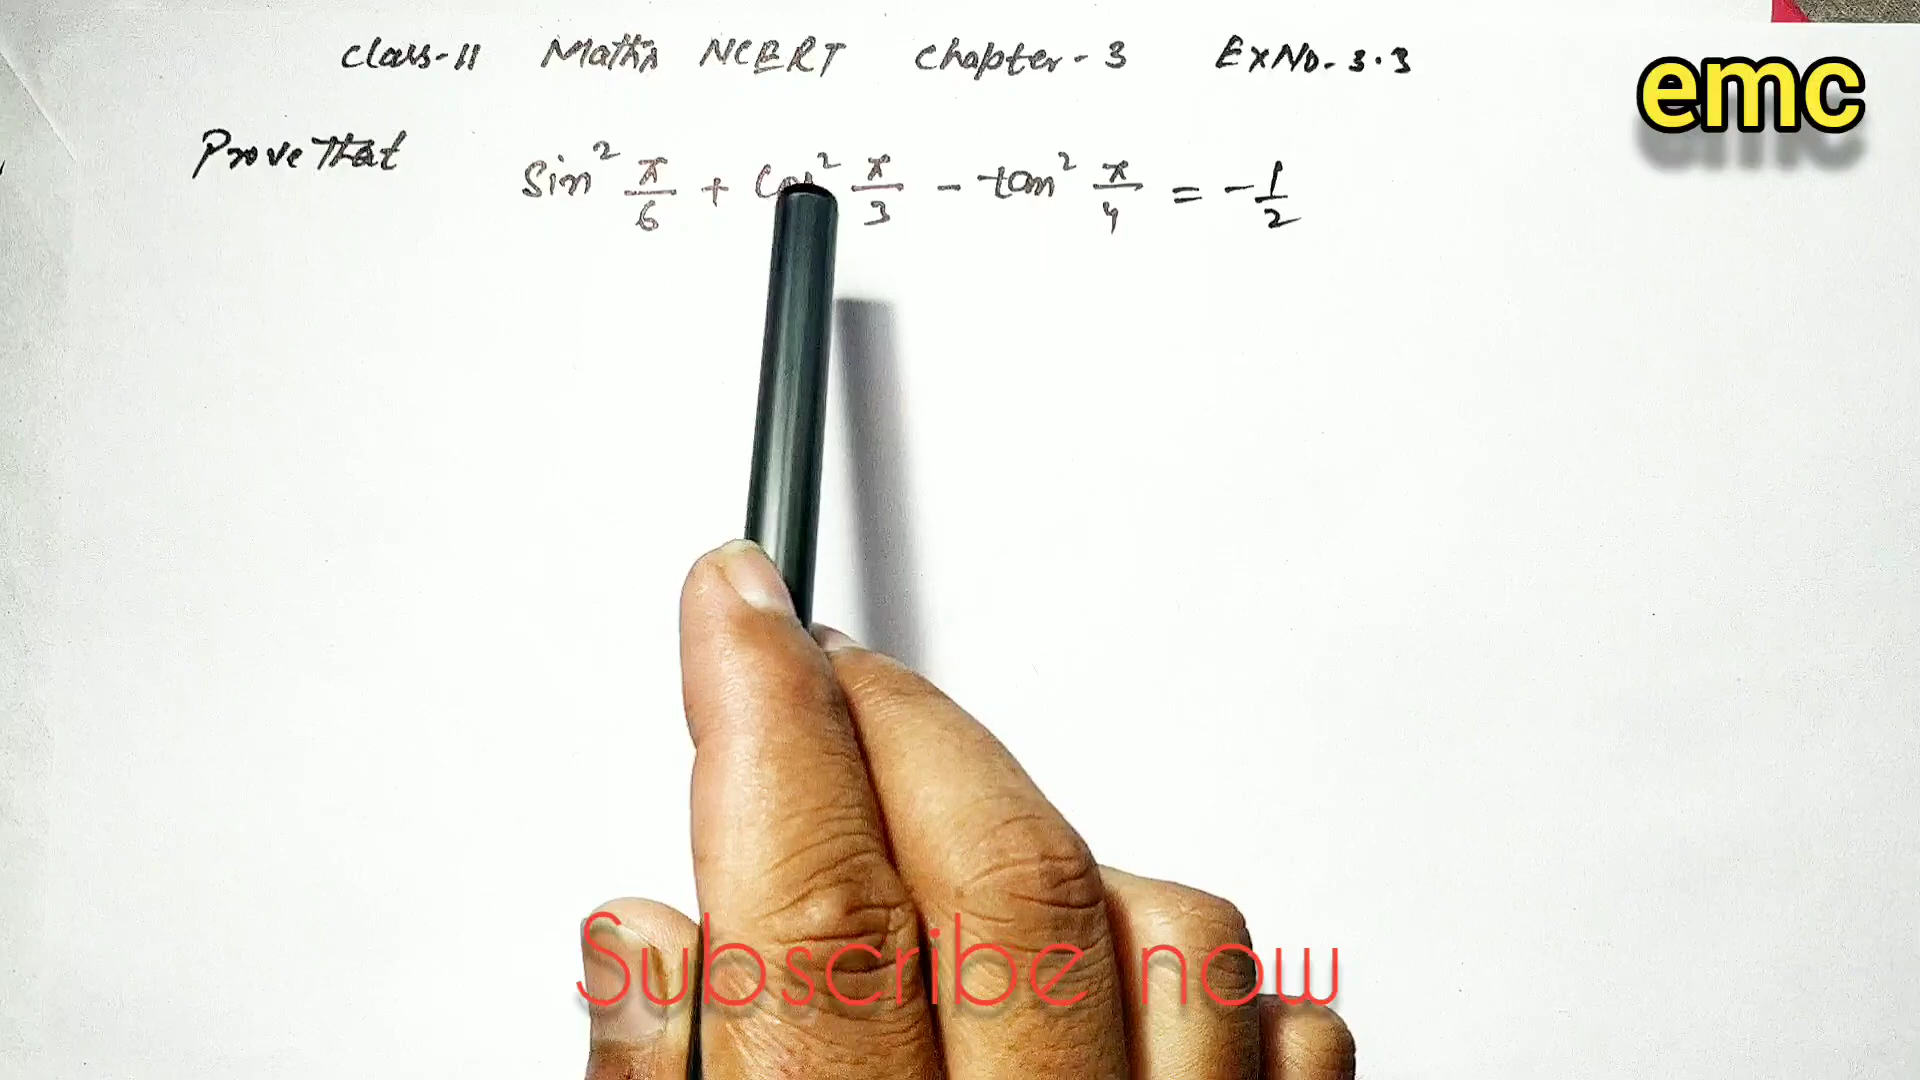 Class-11 Maths NCERT Chapter-3 ExNo-3.3
emc
Prove that sin² π/6 + cos² π/3 - tan² π/4 = -1/2
Subscribe now